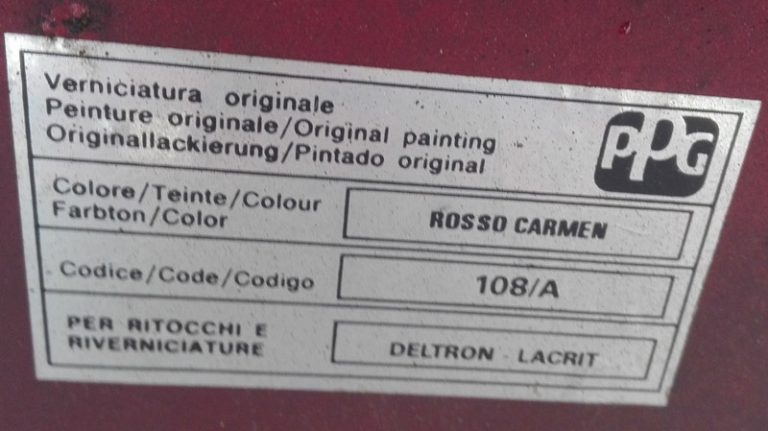 Verniciatura originale
Peinture originale/Original painting
Originallackierung/Pintado original
PPG
Colore/Teinte/Colour
Farbton/Color
ROSSO CARMEN
Codice/Code/Codigo
108/A
PER RITOCCHI E
RIVERNICIATURE
DELTRON - LACRIT